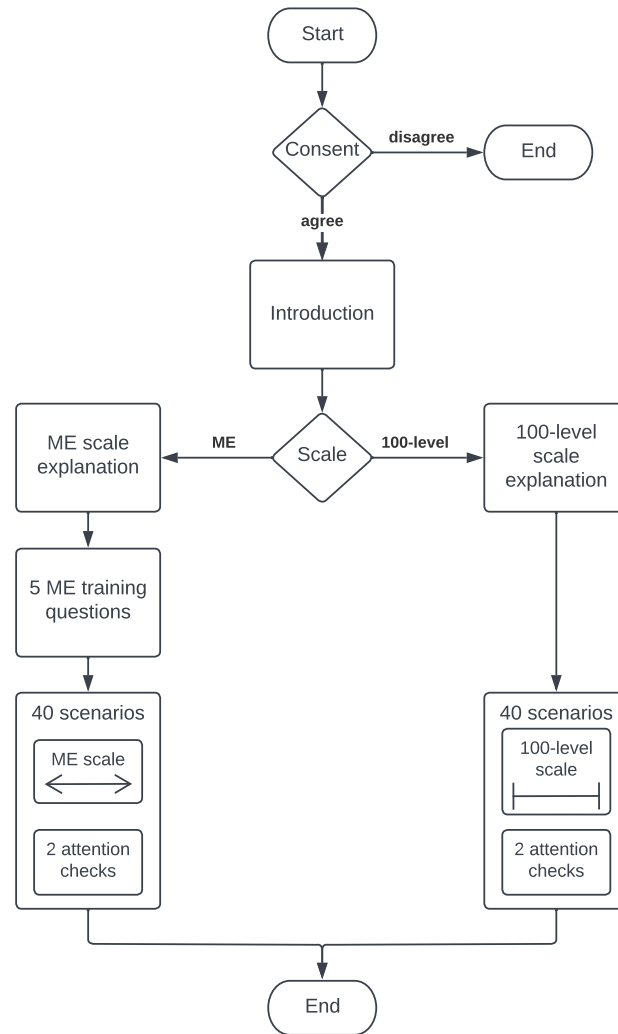 Start
Consent
disagree
End
agree
Introduction
ME scale
explanation
ME
Scale
100-level
100-level
scale
explanation
5 ME training
questions
40 scenarios
ME scale
2 attention
checks
40 scenarios
100-level
scale
2 attention
checks
End